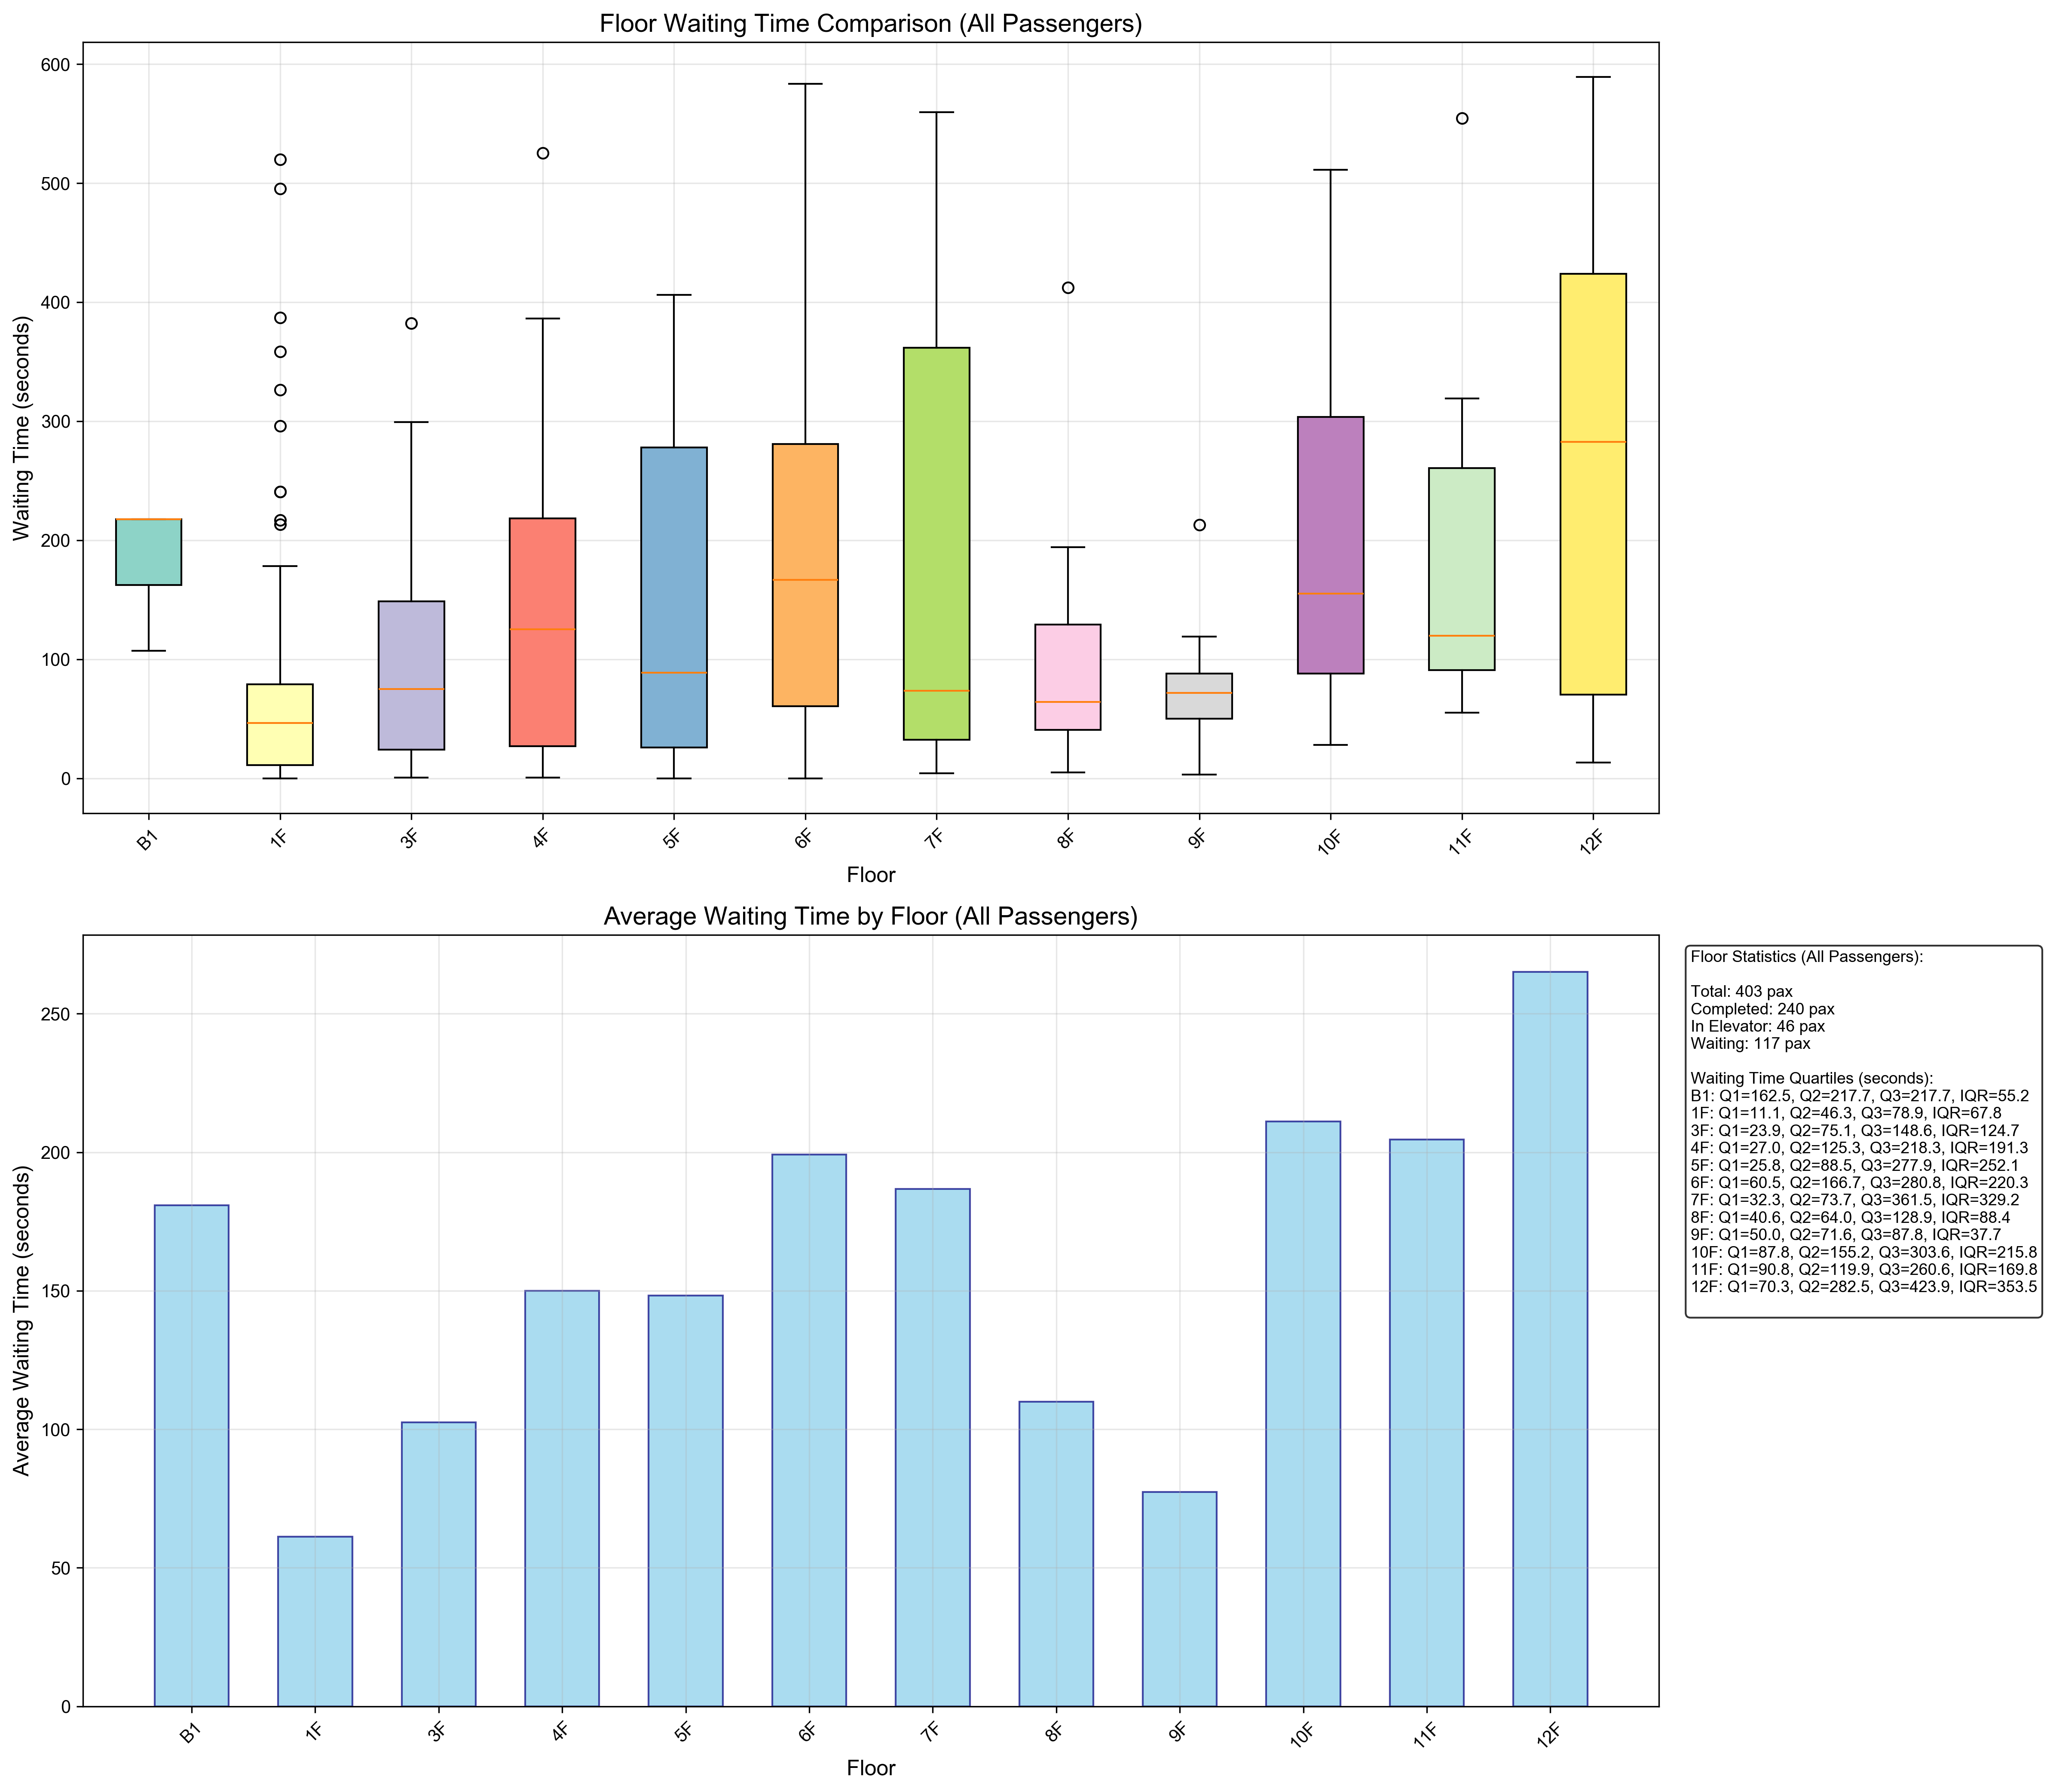 Floor Waiting Time Comparison (All Passengers)
Waiting Time (seconds)
600
500
400
300
200
100
0
B1
1F
3F
4F
5F
6F
7F
8F
9F
10F
11F
12F
Floor
Average Waiting Time by Floor (All Passengers)
Average Waiting Time (seconds)
250
200
150
100
50
0
B1
1F
3F
4F
5F
6F
7F
8F
9F
10F
11F
12F
Floor
Floor Statistics (All Passengers):
Total: 403 pax
Completed: 240 pax
In Elevator: 46 pax
Waiting: 117 pax
Waiting Time Quartiles (seconds):
B1: Q1=162.5, Q2=217.7, Q3=217.7, IQR=55.2
1F: Q1=11.1, Q2=46.3, Q3=78.9, IQR=67.8
3F: Q1=23.9, Q2=75.1, Q3=148.6, IQR=124.7
4F: Q1=27.0, Q2=125.3, Q3=218.3, IQR=191.3
5F: Q1=25.8, Q2=88.5, Q3=277.9, IQR=252.1
6F: Q1=60.5, Q2=166.7, Q3=280.8, IQR=220.3
7F: Q1=32.3, Q2=73.7, Q3=361.5, IQR=329.2
8F: Q1=40.6, Q2=64.0, Q3=128.9, IQR=88.4
9F: Q1=50.0, Q2=71.6, Q3=87.8, IQR=37.7
10F: Q1=87.8, Q2=155.2, Q3=303.6, IQR=215.8
11F: Q1=90.8, Q2=119.9, Q3=260.6, IQR=169.8
12F: Q1=70.3, Q2=282.5, Q3=423.9, IQR=353.5